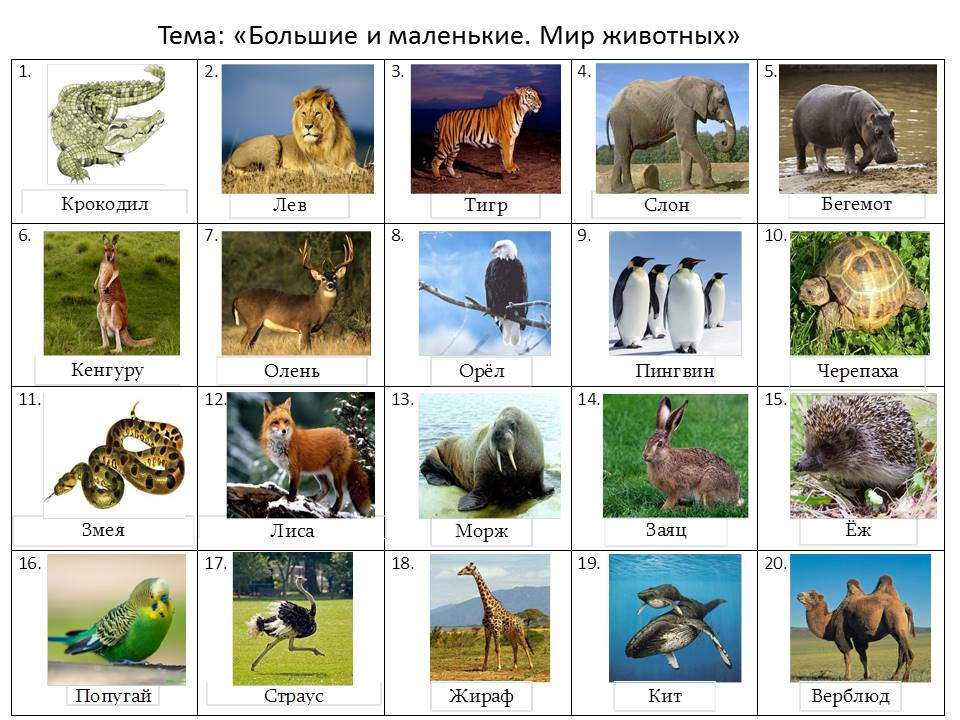 Тема: «Большие и маленькие. Мир животных»
1. 2. 3. 4. 5.
Крокодил Лев Тигр Слон Бегемот
6. 7. 8. 9. 10.
Кенгуру Олень Орёл Пингвин Черепаха
11. 12. 13. 14. 15.
Змея Лиса Морж Заяц Ёж
16. 17. 18. 19. 20.
Попугай Страус Жираф Кит Верблюд